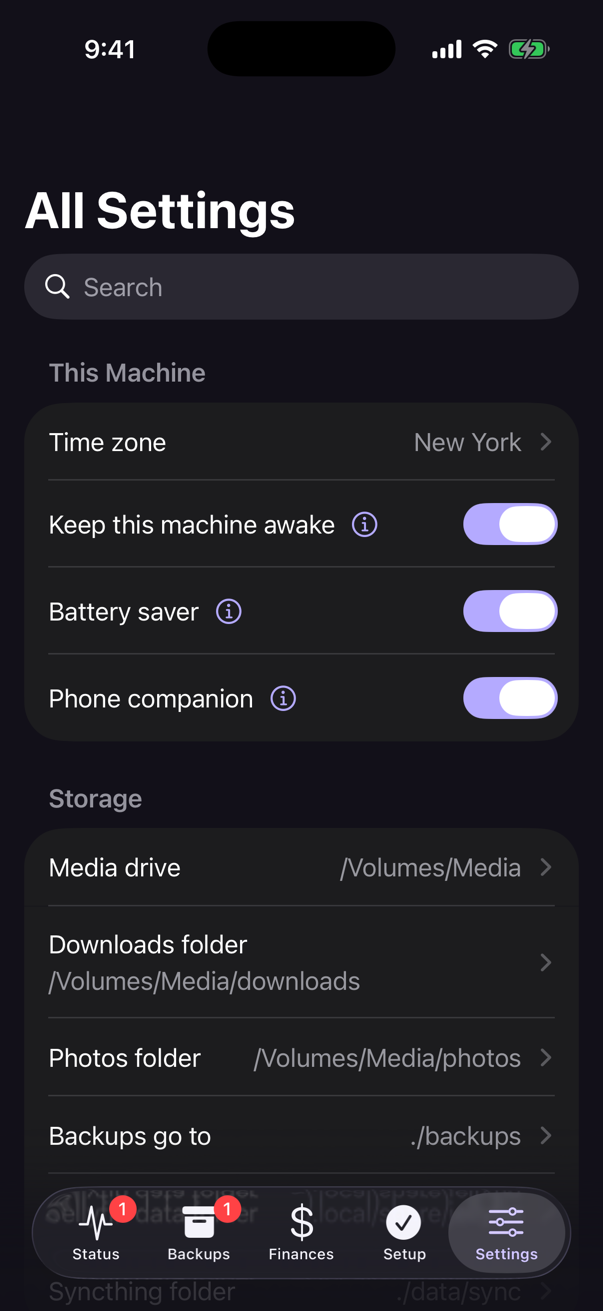 9:41
All Settings
Search
This Machine
Time zone New York
Keep this machine awake
Battery saver
Phone companion
Storage
Media drive /Volumes/Media
Downloads folder
/Volumes/Media/downloads
Photos folder /Volumes/Media/photos
Backups go to ./backups
1 1
Status Backups Finances Setup Settings
Syncthing folder ./data/sync